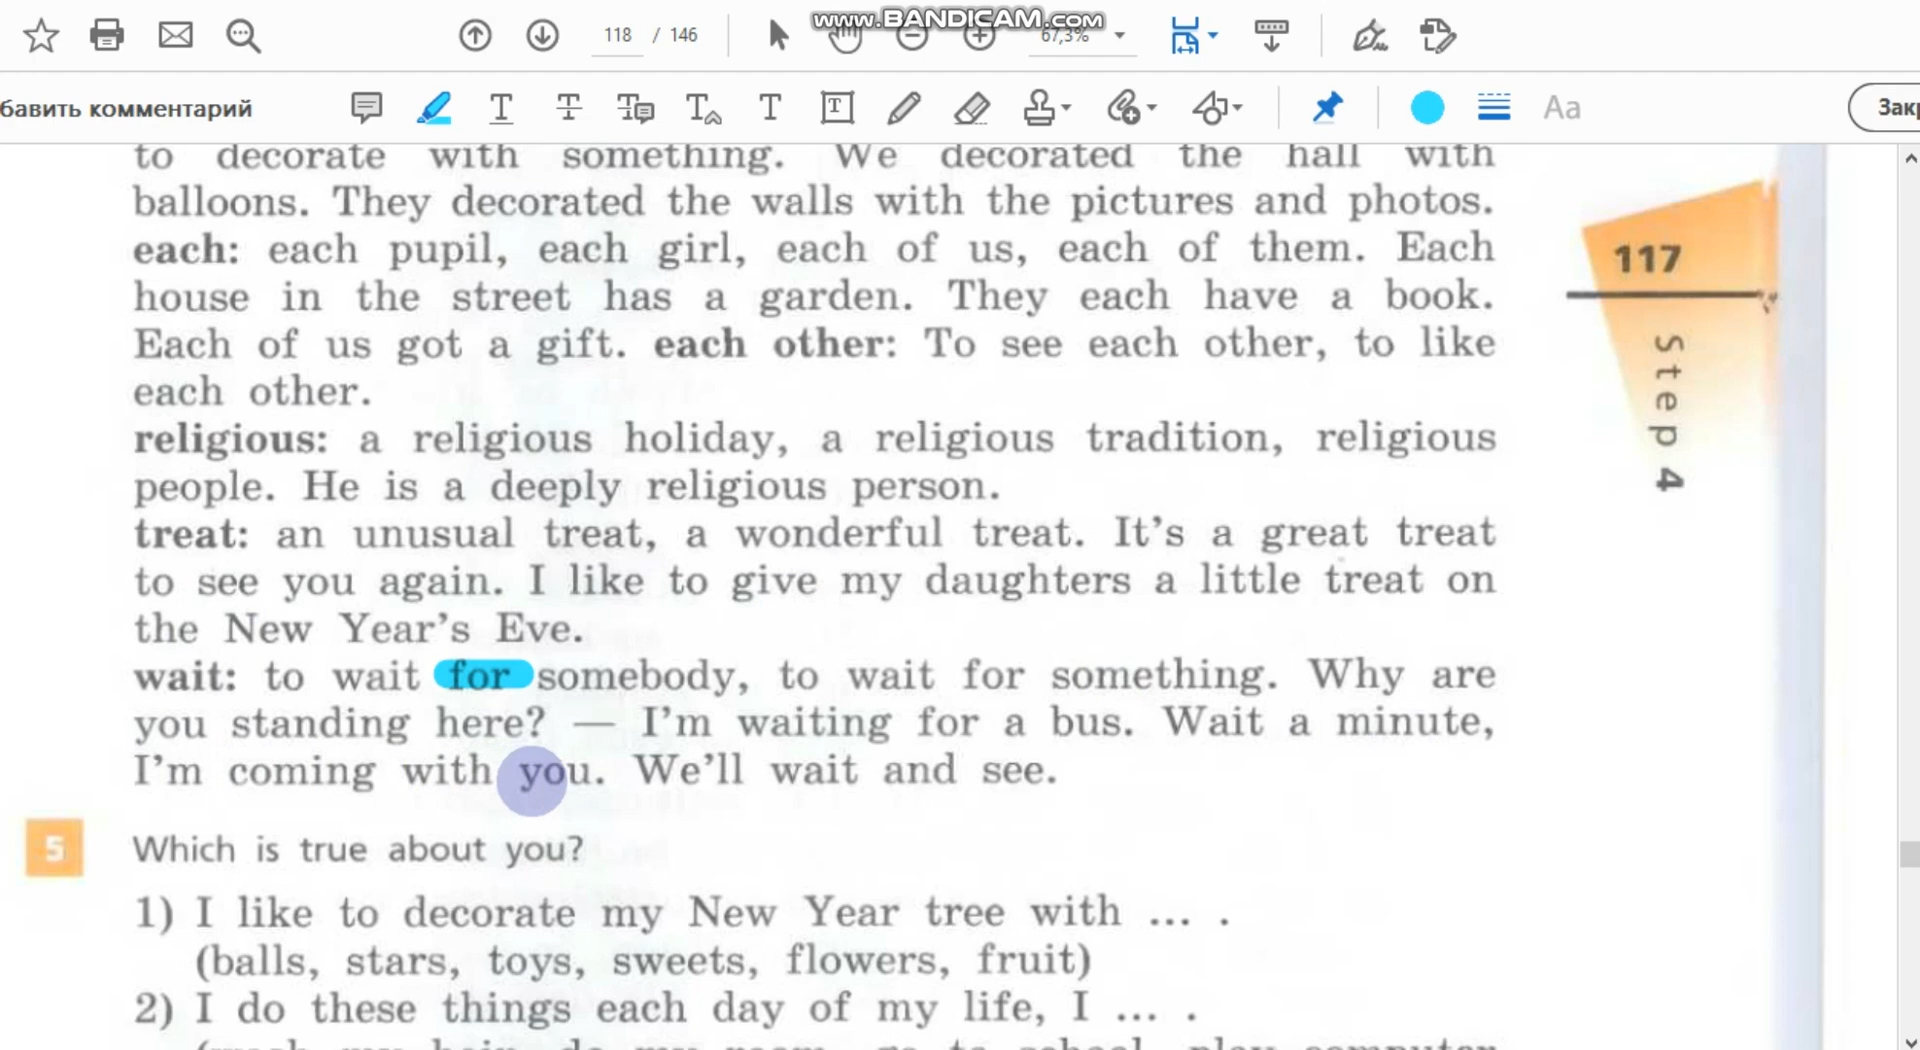 www.BANDICAM.com
118 / 146
67,3%
бавить комментарий
Aa
Зак
to decorate with something. We decorated the hall with
balloons. They decorated the walls with the pictures and photos.
each: each pupil, each girl, each of us, each of them. Each
house in the street has a garden. They each have a book.
Each of us got a gift. each other: To see each other, to like
each other.
religious: a religious holiday, a religious tradition, religious
people. He is a deeply religious person.
treat: an unusual treat, a wonderful treat. It's a great treat
to see you again. I like to give my daughters a little treat on
the New Year's Eve.
wait: to wait for somebody, to wait for something. Why are
you standing here? — I'm waiting for a bus. Wait a minute,
I'm coming with you. We'll wait and see.
117
Step 4
5 Which is true about you?
1) I like to decorate my New Year tree with ... .
(balls, stars, toys, sweets, flowers, fruit)
2) I do these things each day of my life, I ... .